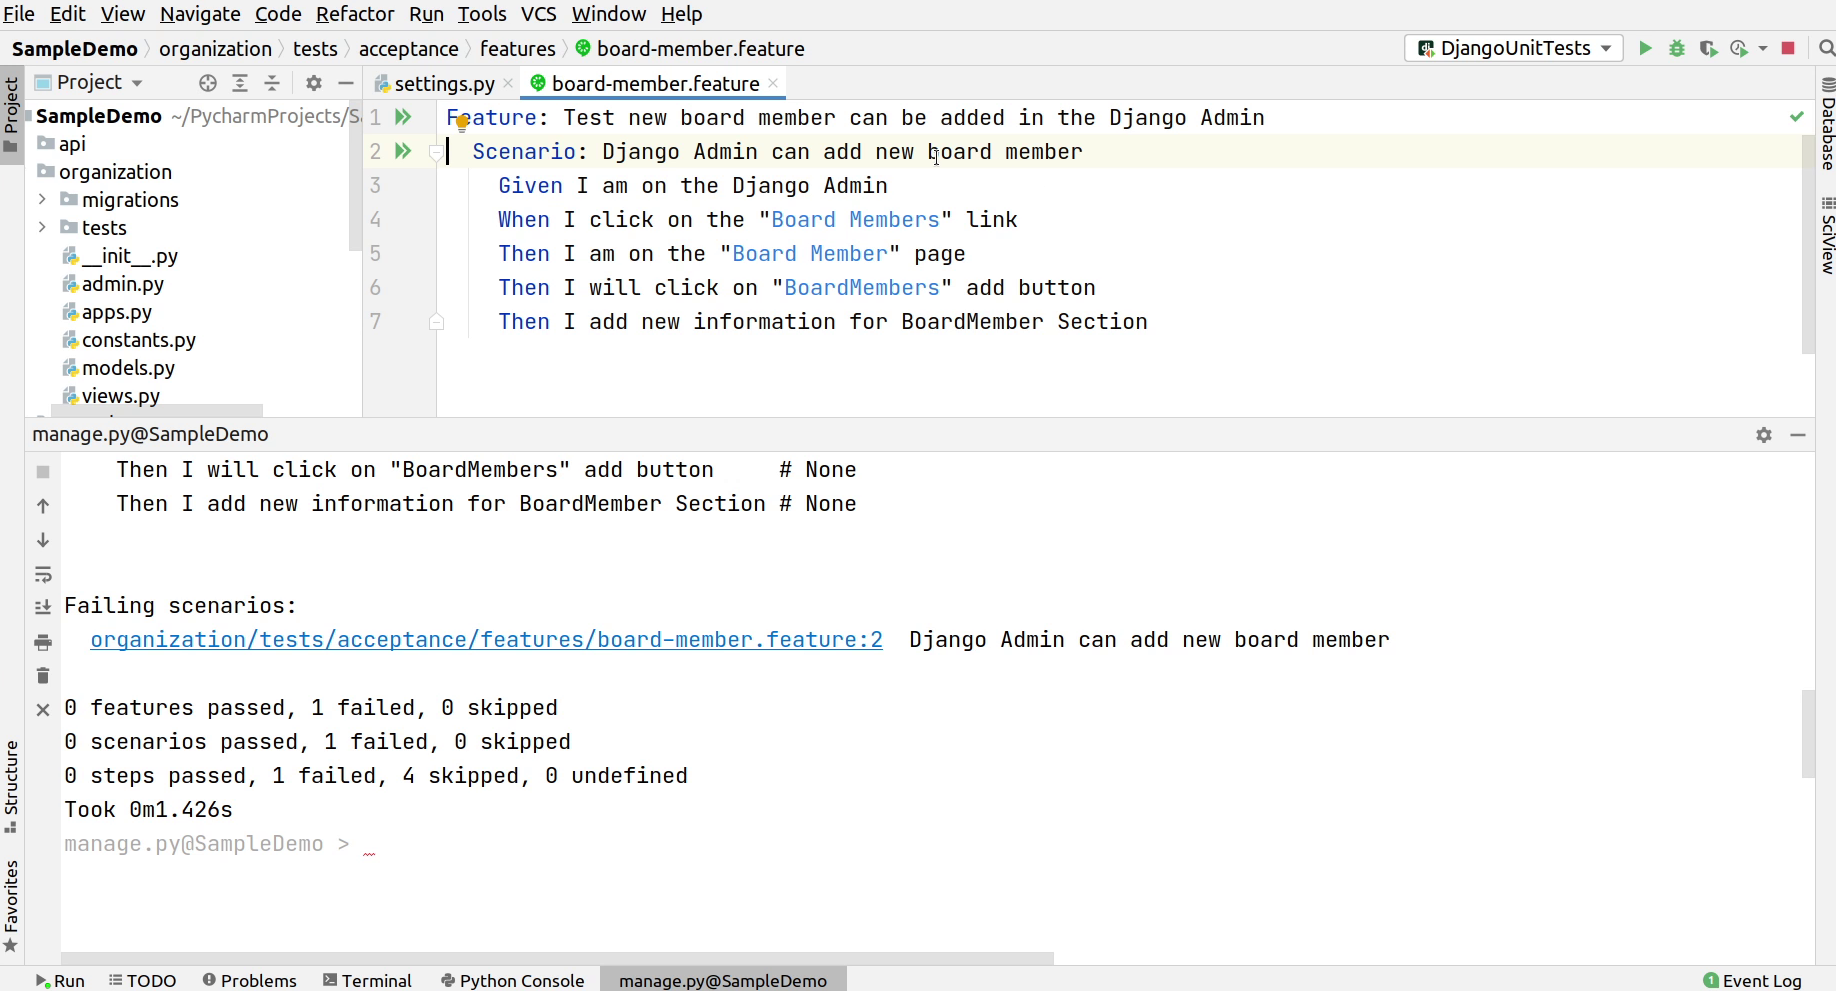 File Edit View Navigate Code Refactor Run Tools VCS Window Help
SampleDemo organization tests acceptance features board-member.feature DjangoUnitTests
Project
Project
settings.py
board-member.feature
Database
SciView
SampleDemo ~/PycharmProjects/S
api
organization
migrations
tests
__init__.py
admin.py
apps.py
constants.py
models.py
views.py
1 Feature: Test new board member can be added in the Django Admin
2 Scenario: Django Admin can add new board member
3 Given I am on the Django Admin
4 When I click on the "Board Members" link
5 Then I am on the "Board Member" page
6 Then I will click on "BoardMembers" add button
7 Then I add new information for BoardMember Section
manage.py@SampleDemo
Then I will click on "BoardMembers" add button # None
Then I add new information for BoardMember Section # None
Failing scenarios:
organization/tests/acceptance/features/board-member.feature:2 Django Admin can add new board member
0 features passed, 1 failed, 0 skipped
0 scenarios passed, 1 failed, 0 skipped
0 steps passed, 1 failed, 4 skipped, 0 undefined
Took 0m1.426s
manage.py@SampleDemo >
Structure
Favorites
Run TODO Problems Terminal Python Console manage.py@SampleDemo 1 Event Log